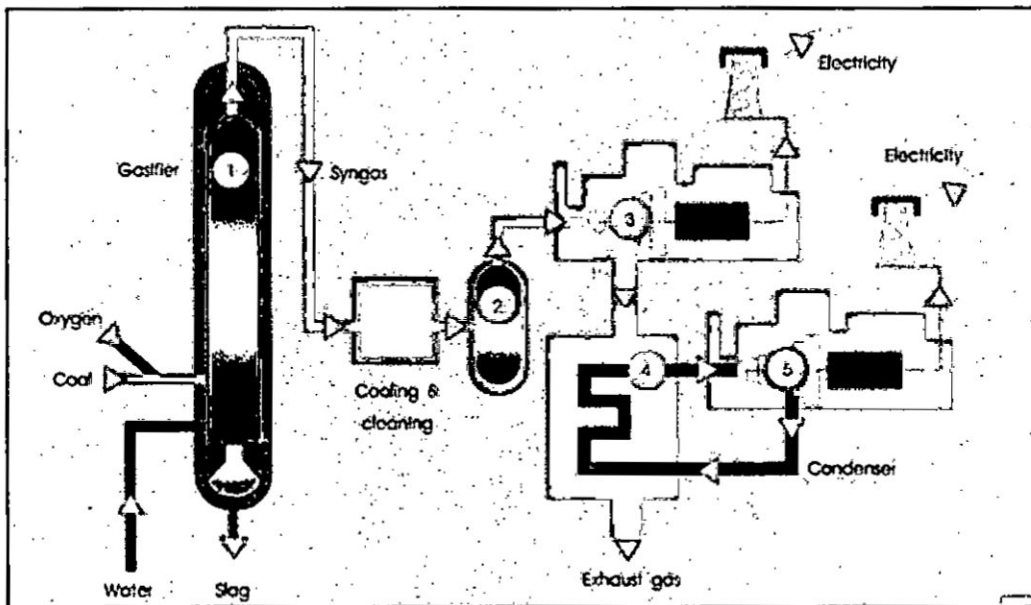 Electricity
Electricity
Gasifier
1
Syngas
3
2
Oxygen
Coal
Cooling &
cleaning
4
5
Condenser
Water
Slag
Exhaust gas